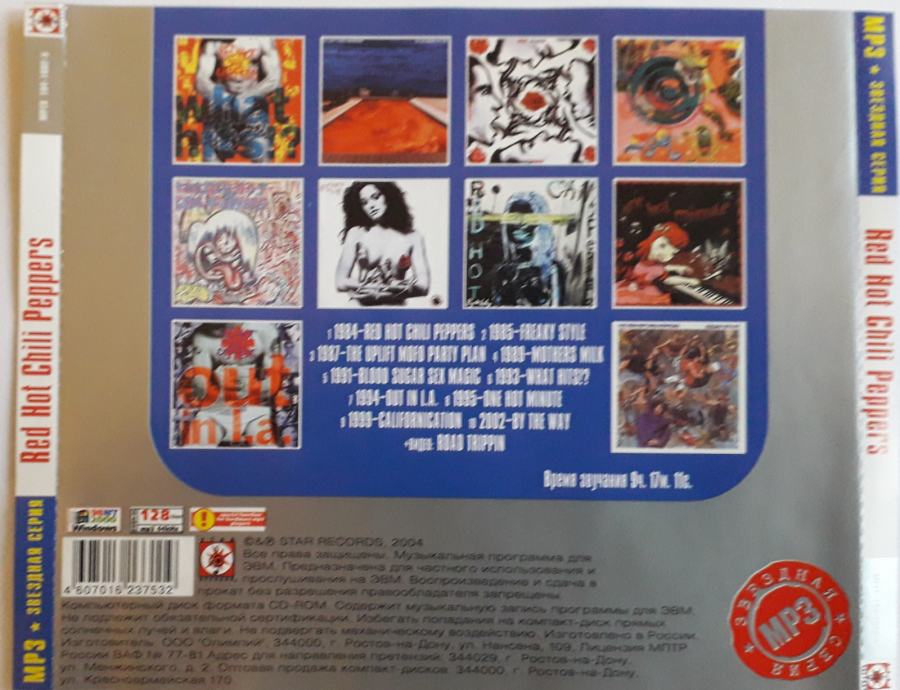 MP3 ★ ЗВЕЗДНАЯ СЕРИЯ
Red Hot Chili Peppers
MP3 ★ ЗВЕЗДНАЯ СЕРИЯ
Red Hot Chili Peppers
out
in l.a.
1 1984-RED HOT CHILI PEPPERS 2 1985-FREAKY STYLE
3 1987-THE UPLIFT MOFO PARTY PLAN 4 1989-MOTHERS MILK
5 1991-BLOOD SUGAR SEX MAGIC 6 1993-WHAT HITS!?
7 1994-OUT IN L.A. 8 1995-ONE HOT MINUTE
9 1999-CALIFORNICATION 10 2002-BY THE WAY
+ВИДЕО: ROAD TRIPPIN
Время звучания 9ч. 17м. 11с.
Windows
128
4 607016 237532
©&℗ STAR RECORDS, 2004
Все права защищены. Музыкальная программа для
ЭВМ. Предназначена для частного использования и
прослушивания на ЭВМ. Воспроизведение и сдача в
прокат без разрешения правообладателя запрещены.
Компьютерный диск формата CD-ROM. Содержит музыкальную запись программы для ЭВМ.
Не подлежит обязательной сертификации. Избегать попадания на компакт-диск прямых
солнечных лучей и влаги. Не подвергать механическому воздействию. Изготовлено в России.
Изготовитель: ООО "Олимпик", 344000, г. Ростов-на-Дону, ул. Нансена, 109, Лицензия МПТР
России ВАФ № 77-81 Адрес для направления претензий: 344029, г. Ростов-на-Дону,
ул. Менжинского, д. 2. Оптовая продажа компакт-дисков: 344000, г. Ростов-на-Дону,
ул. Красноармейская 170.
ЗВЕЗДНАЯ ★ СЕРИЯ ★
MP3